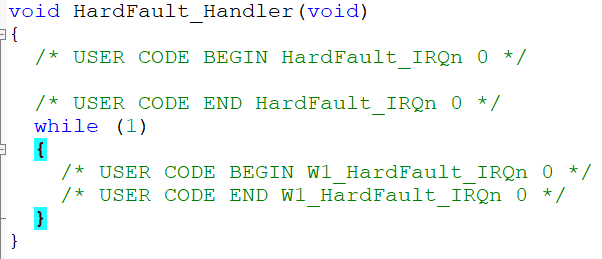 void HardFault_Handler(void)
{
/* USER CODE BEGIN HardFault_IRQn 0 */
/* USER CODE END HardFault_IRQn 0 */
while (1)
{
/* USER CODE BEGIN W1_HardFault_IRQn 0 */
/* USER CODE END W1_HardFault_IRQn 0 */
}
}